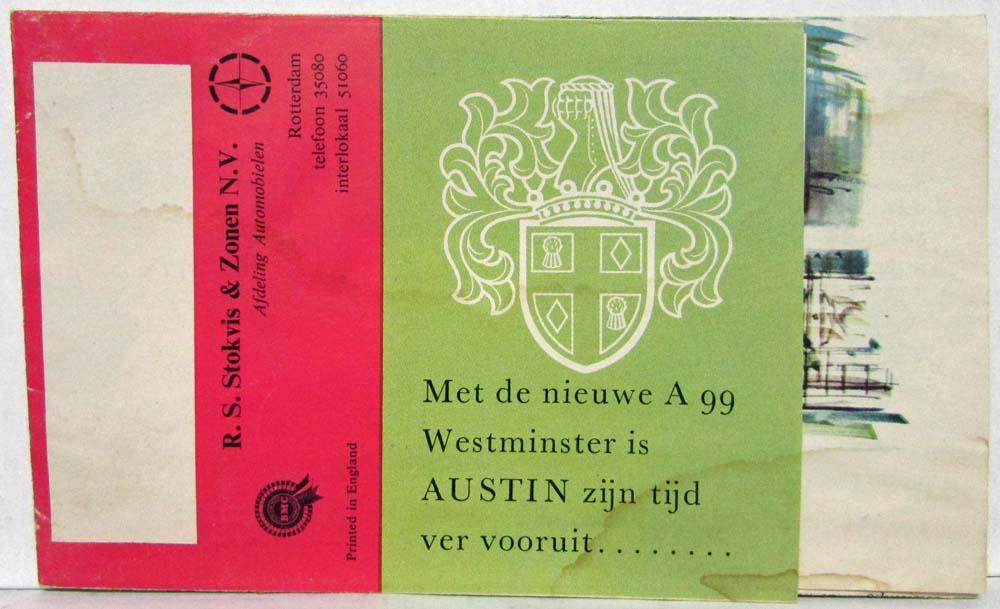 R. S. Stokvis & Zonen N.V.
Afdeling Automobielen
Rotterdam
telefoon 35080
interlokaal 51060
BMC
Printed in England
Met de nieuwe A 99
Westminster is
AUSTIN zijn tijd
ver vooruit........